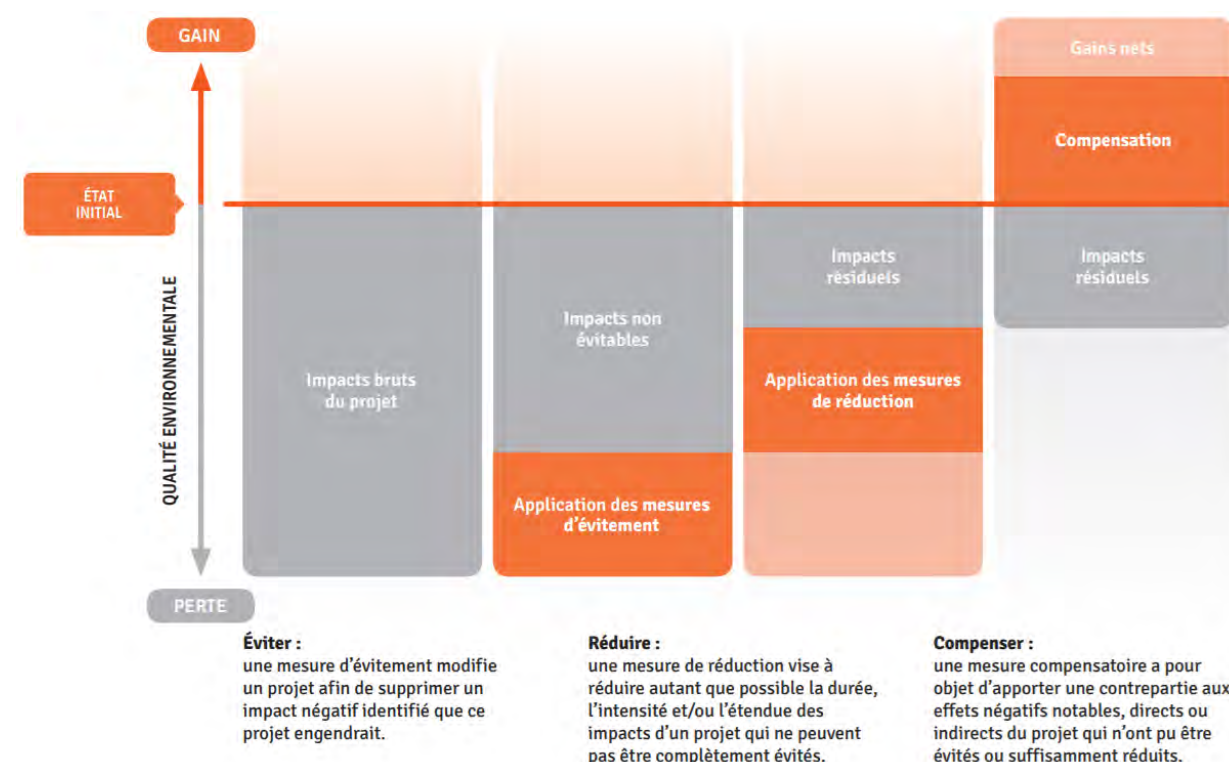 GAIN
ÉTAT
INITIAL
QUALITÉ ENVIRONNEMENTALE
PERTE
Impacts bruts
du projet
Impacts non
évitables
Application des mesures
d’évitement
Impacts
résiduels
Application des mesures
de réduction
Gains nets
Compensation
Impacts
résiduels
Éviter :
une mesure d’évitement modifie
un projet afin de supprimer un
impact négatif identifié que ce
projet engendrait.
Réduire :
une mesure de réduction vise à
réduire autant que possible la durée,
l’intensité et/ou l’étendue des
impacts d’un projet qui ne peuvent
pas être complètement évités.
Compenser :
une mesure compensatoire a pour
objet d’apporter une contrepartie aux
effets négatifs notables, directs ou
indirects du projet qui n’ont pu être
évités ou suffisamment réduits.